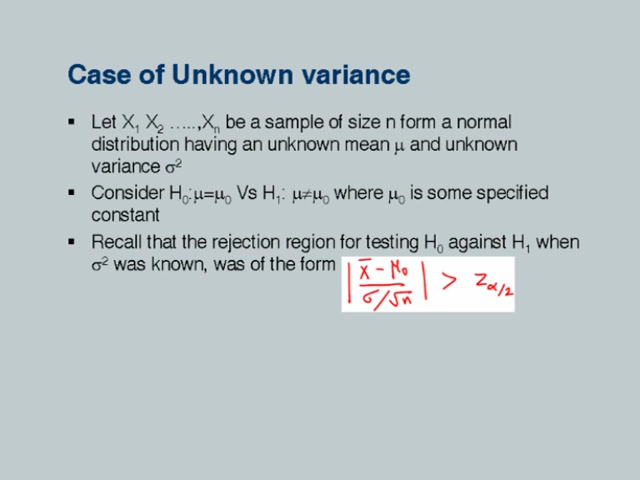 Case of Unknown variance
▪ Let X₁ X₂ …..,Xₙ be a sample of size n form a normal
distribution having an unknown mean μ and unknown
variance σ²
▪ Consider H₀:μ=μ₀ Vs H₁: μ≠μ₀ where μ₀ is some specified
constant
▪ Recall that the rejection region for testing H₀ against H₁ when
σ² was known, was of the form | (X̄ − μ₀) / (σ/√n) | > Z_α/2